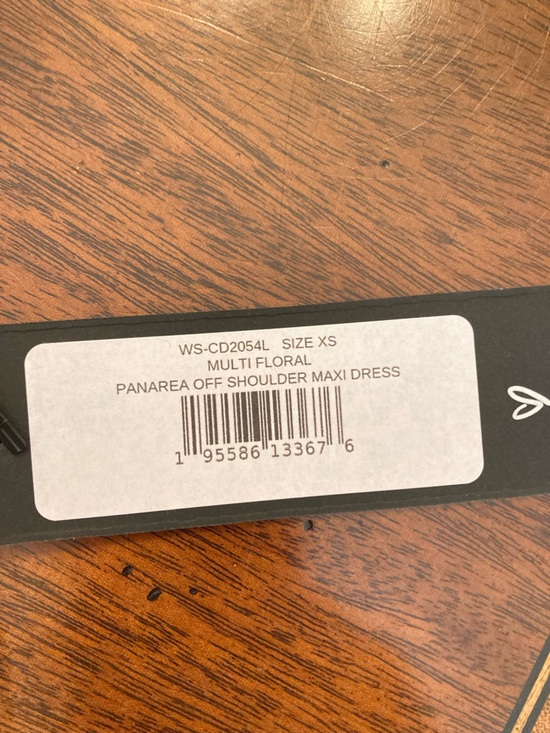 WS-CD2054L SIZE XS
MULTI FLORAL
PANAREA OFF SHOULDER MAXI DRESS
1 95586 13367 6